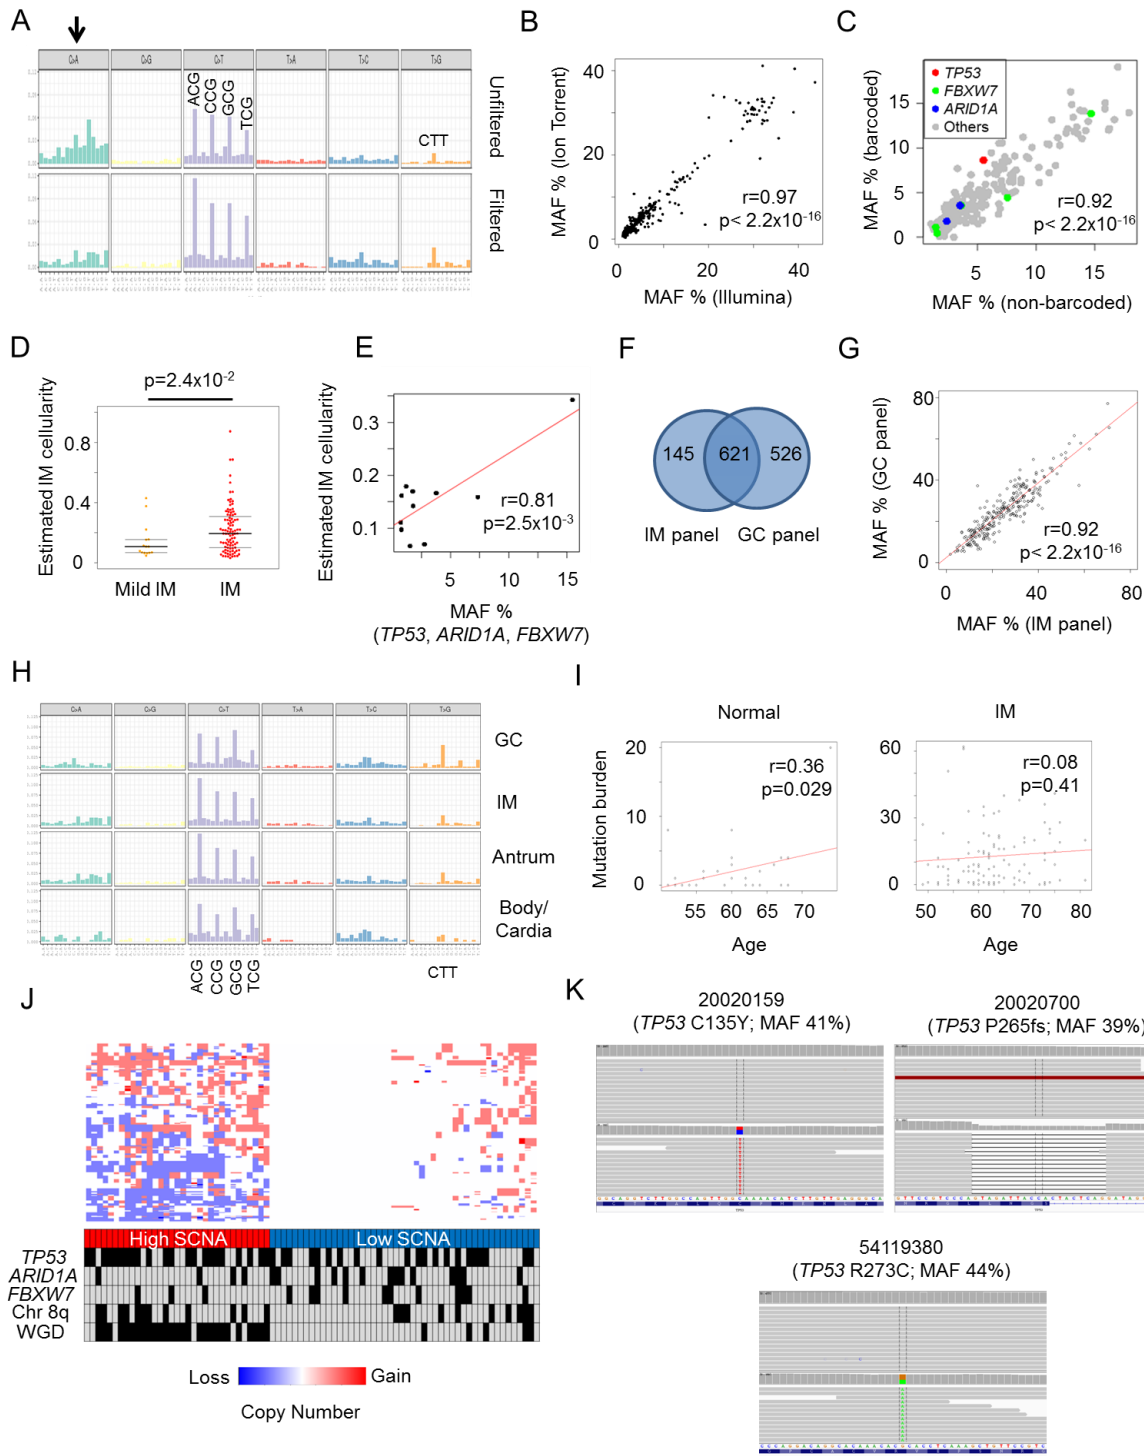 A
C>A
C>G
C>T
T>A
T>C
T>G
ACG
CCG
GCG
TCG
CTT
Unfiltered
Filtered
B
MAF % (Ion Torrent)
40
20
0
r=0.97
p< 2.2x10-16
0
20
40
MAF % (Illumina)
C
TP53
FBXW7
ARID1A
Others
MAF % (barcoded)
15
10
5
0
r=0.92
p< 2.2x10-16
5
10
15
MAF % (non-barcoded)
D
p=2.4x10-2
Estimated IM cellularity
0.8
0.4
0
Mild IM
IM
E
Estimated IM cellularity
0.3
0.2
0.1
r=0.81
p=2.5x10-3
5
10
15
MAF %
(TP53, ARID1A, FBXW7)
F
145
621
526
IM panel
GC panel
G
MAF % (GC panel)
80
40
0
r=0.92
p< 2.2x10-16
0
40
80
MAF % (IM panel)
H
C>A
C>G
C>T
T>A
T>C
T>G
GC
IM
Antrum
Body/
Cardia
ACG
CCG
GCG
TCG
CTT
I
Normal
Mutation burden
20
10
0
r=0.36
p=0.029
55
60
65
70
Age
IM
60
30
0
r=0.08
p=0.41
50
60
70
80
Age
J
High SCNA
Low SCNA
TP53
ARID1A
FBXW7
Chr 8q
WGD
Loss
Gain
Copy Number
K
20020159
(TP53 C135Y; MAF 41%)
20020700
(TP53 P265fs; MAF 39%)
54119380
(TP53 R273C; MAF 44%)